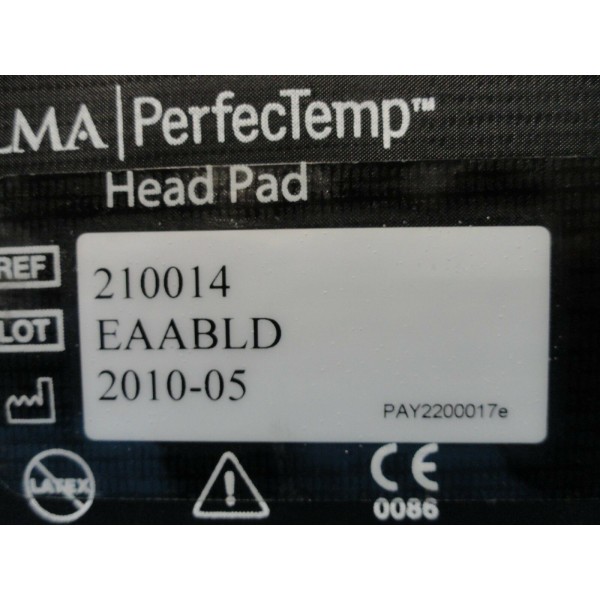 LMA PerfecTemp™
Head Pad
REF 210014
LOT EAABLD
2010-05
PAY2200017e
LATEX
CE
0086